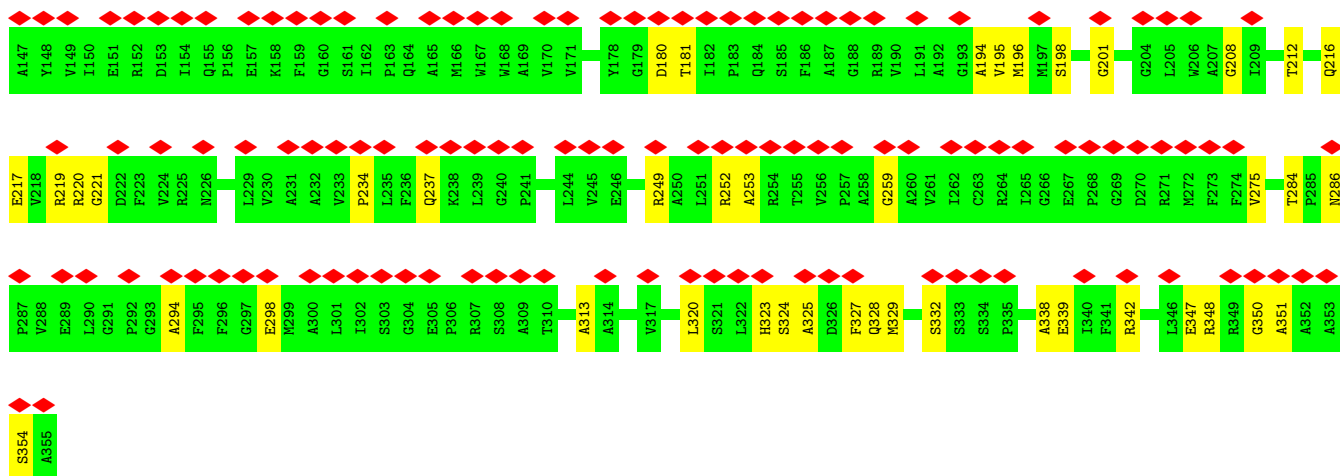 A147 Y148 V149 I150 E151 R152 D153 I154 Q155 P156 E157 K158 F159 G160 S161 I162 P163 Q164 A165 M166 W167 W168 A169 V170 V171 Y178 G179 D180 T181 I182 P183 Q184 S185 F186 A187 G188 R189 V190 L191 A192 G193 A194 V195 M196 M197 S198 G201 G204 L205 W206 A207 G208 I209 T212 Q216
E217 V218 R219 R220 G221 D222 F223 V224 R225 N226 L229 V230 A231 A232 V233 P234 L235 F236 Q237 K238 L239 G240 P241 L244 V245 E246 R249 A250 L251 R252 A253 R254 T255 V256 P257 A258 G259 A260 V261 I262 C263 R264 I265 G266 E267 P268 G269 D270 R271 M272 F273 F274 V275 T284 P285 N286
P287 V288 E289 L290 G291 P292 G293 A294 F295 F296 G297 E298 M299 A300 L301 I302 S303 G304 E305 P306 R307 S308 A309 T310 A313 A314 V317 L320 S321 L322 H323 S324 A325 D326 F327 Q328 M329 S332 S333 S334 P335 A338 E339 I340 F341 R342 L346 E347 R348 R349 G350 A351 A352 A353
S354 A355